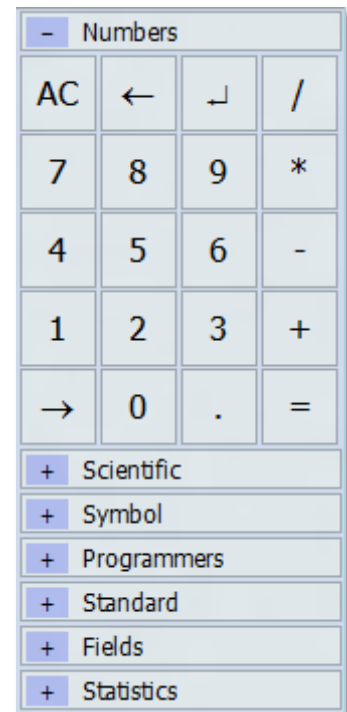 − Numbers
AC ← ↵ /
7 8 9 *
4 5 6 -
1 2 3 +
→ 0 . =
+ Scientific
+ Symbol
+ Programmers
+ Standard
+ Fields
+ Statistics